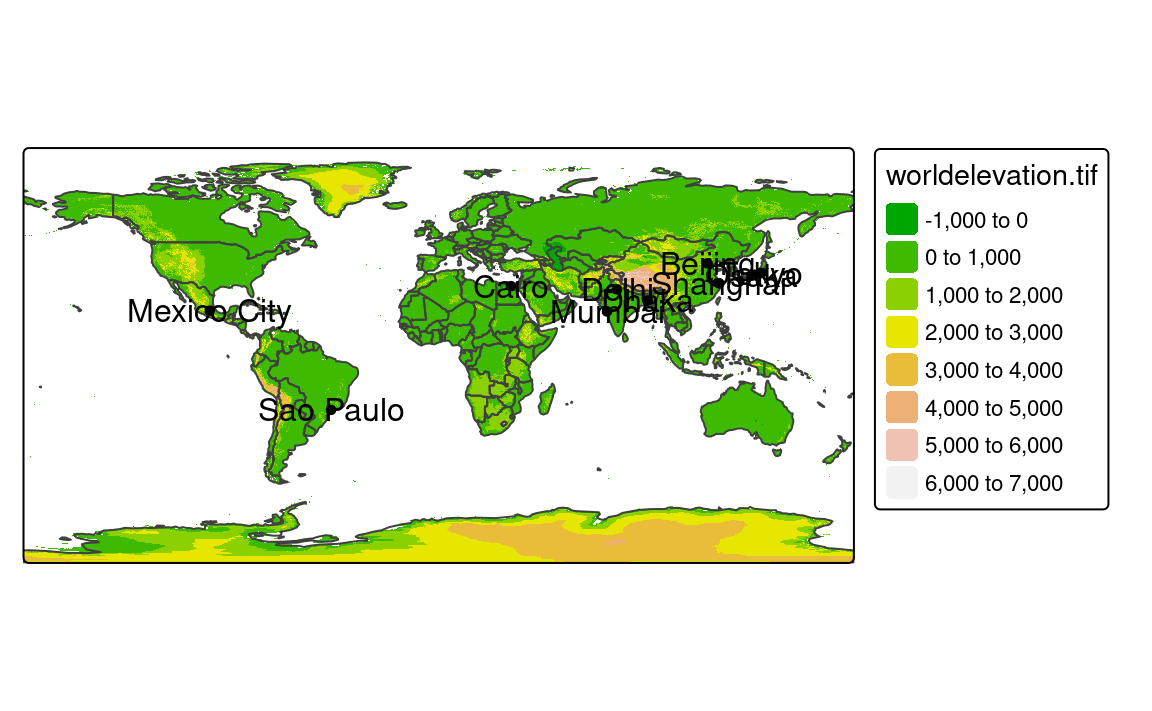 worldelevation.tif
-1,000 to 0
0 to 1,000
1,000 to 2,000
2,000 to 3,000
3,000 to 4,000
4,000 to 5,000
5,000 to 6,000
6,000 to 7,000
Beijing
Cairo
Shanghai
Delhi
Dhaka
Mumbai
Mexico City
Sao Paulo